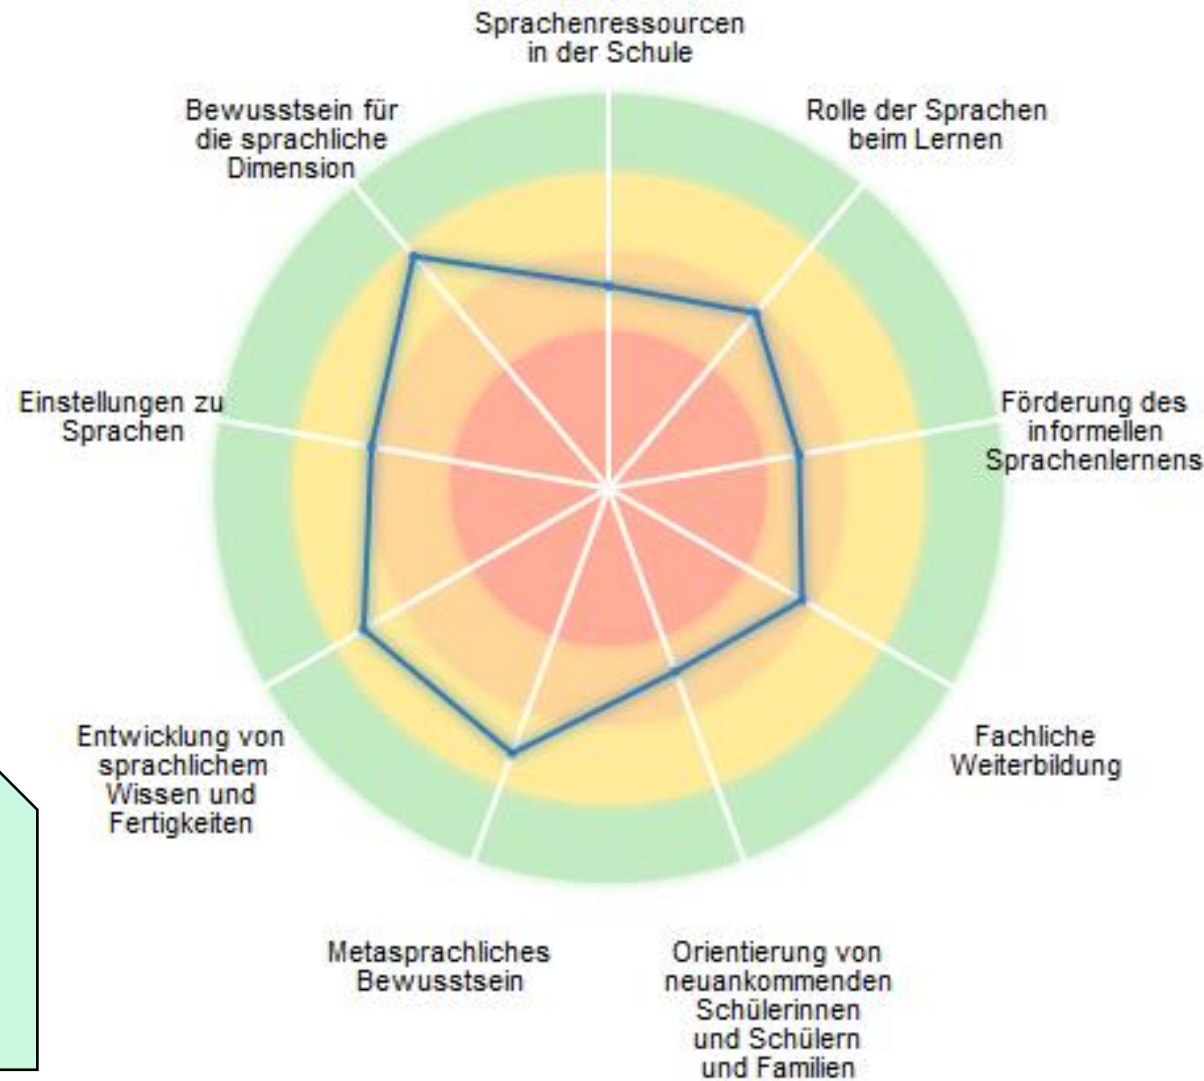 Sprachenressourcen
in der Schule
Rolle der Sprachen
beim Lernen
Förderung des
informellen
Sprachenlernens
Fachliche
Weiterbildung
Orientierung von
neuankommenden
Schülerinnen
und Schülern
und Familien
Metasprachliches
Bewusstsein
Entwicklung von
sprachlichem
Wissen und
Fertigkeiten
Einstellungen zu
Sprachen
Bewusstsein für
die sprachliche
Dimension